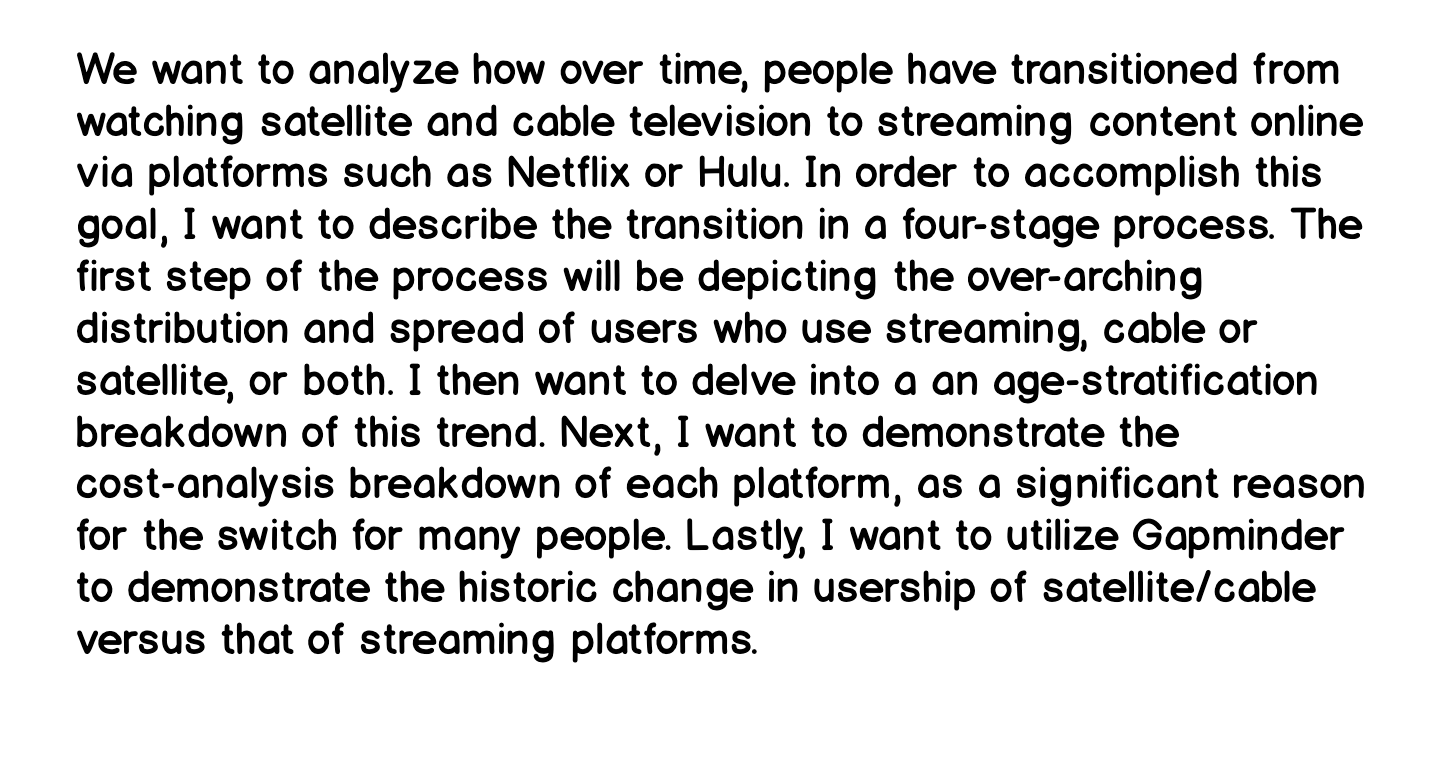 We want to analyze how over time, people have transitioned from
watching satellite and cable television to streaming content online
via platforms such as Netflix or Hulu. In order to accomplish this
goal, I want to describe the transition in a four-stage process. The
first step of the process will be depicting the over-arching
distribution and spread of users who use streaming, cable or
satellite, or both. I then want to delve into a an age-stratification
breakdown of this trend. Next, I want to demonstrate the
cost-analysis breakdown of each platform, as a significant reason
for the switch for many people. Lastly, I want to utilize Gapminder
to demonstrate the historic change in usership of satellite/cable
versus that of streaming platforms.